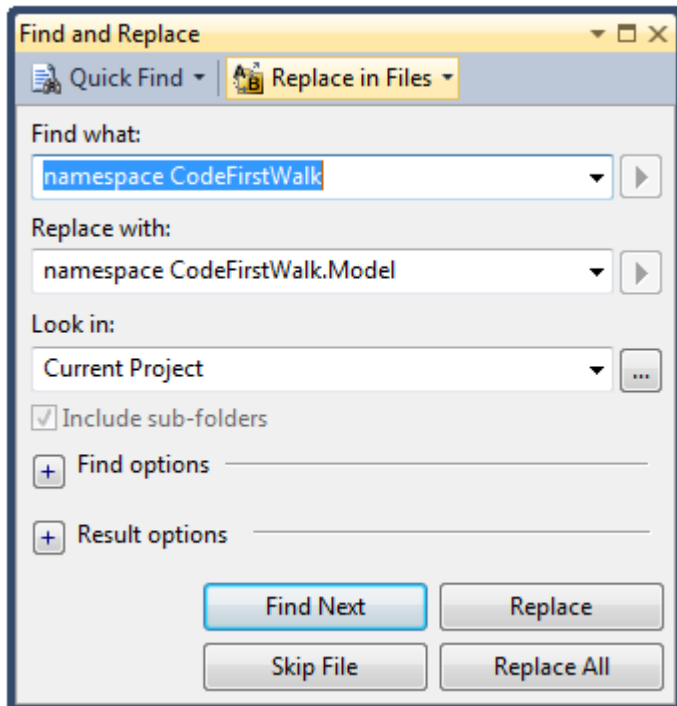 Find and Replace
Quick Find Replace in Files
Find what:
namespace CodeFirstWalk
Replace with:
namespace CodeFirstWalk.Model
Look in:
Current Project
...
Include sub-folders
Find options
Result options
Find Next Replace
Skip File Replace All